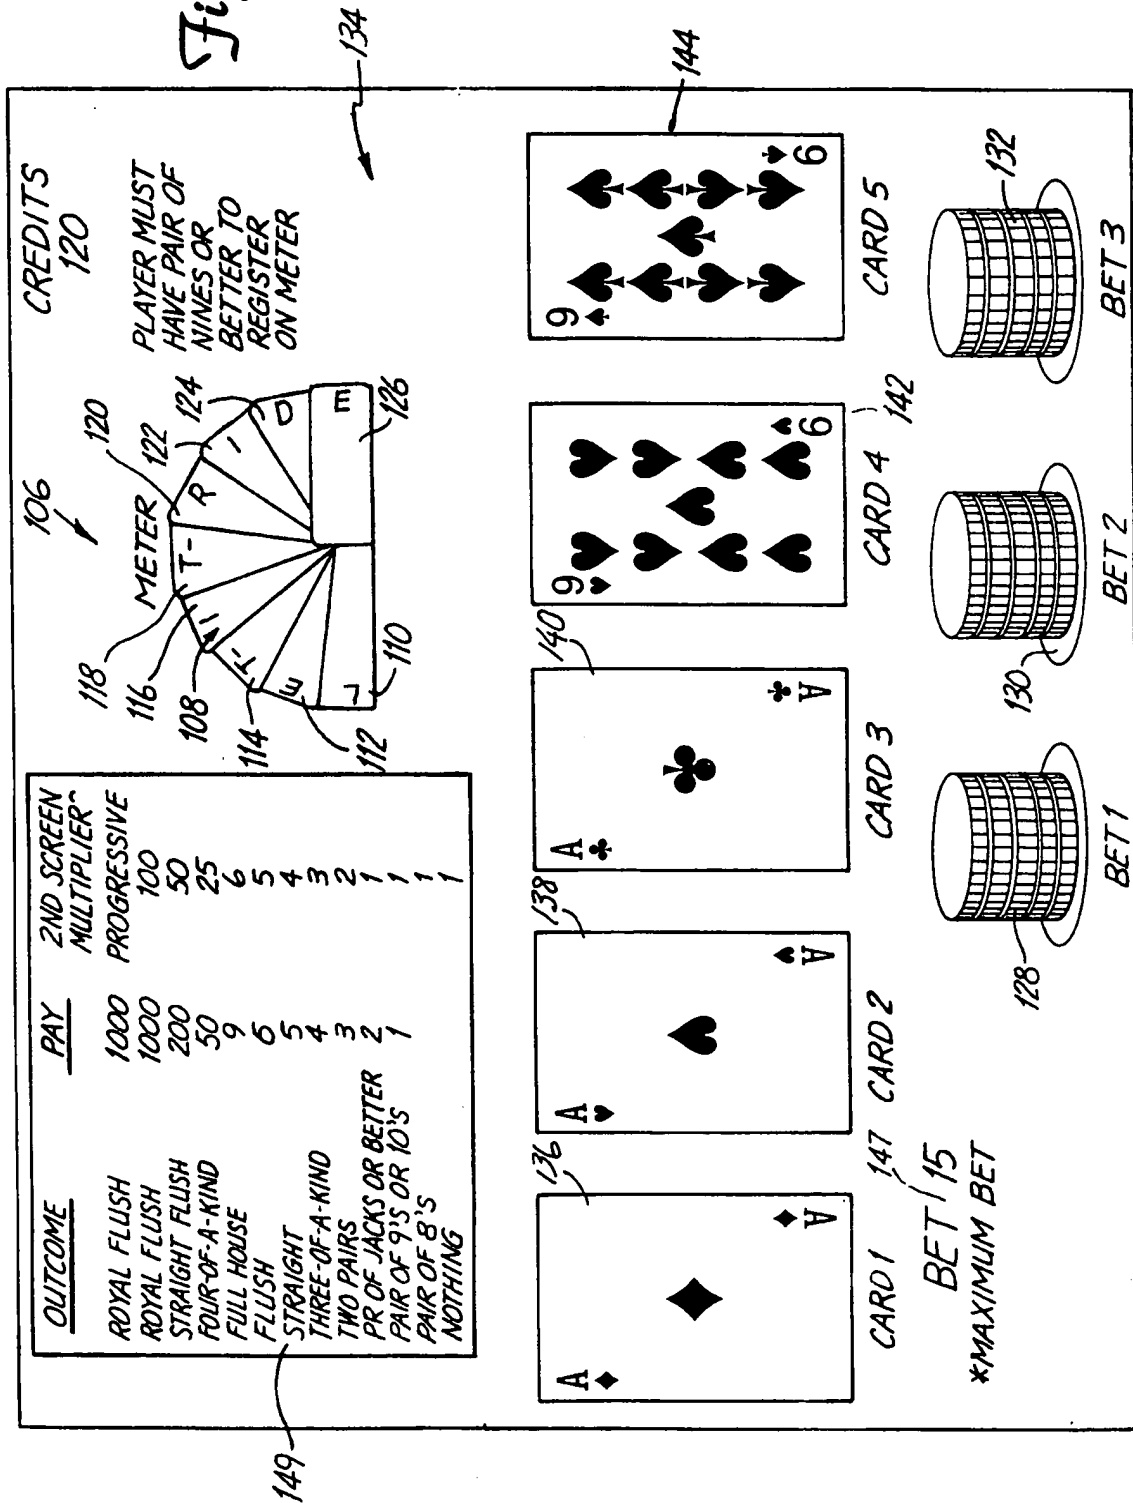 Fi
134
CREDITS
120
PLAYER MUST
HAVE PAIR OF
NINES OR
BETTER TO
REGISTER
ON METER
106
METER
118
116
108
114
112
110
120
122
124
126
L E T I T R I D E
OUTCOME PAY 2ND SCREEN
MULTIPLIER^
ROYAL FLUSH 1000 PROGRESSIVE
ROYAL FLUSH 1000 100
STRAIGHT FLUSH 200 50
FOUR-OF-A-KIND 50 25
FULL HOUSE 9 6
FLUSH 6 5
STRAIGHT 5 4
THREE-OF-A-KIND 4 3
TWO PAIRS 3 2
PR OF JACKS OR BETTER 2 1
PAIR OF 9'S OR 10'S 1 1
PAIR OF 8'S 1
NOTHING 1
149
136
138
140
142
144
A A A 9 9
A A A 9 9
CARD 1 CARD 2 CARD 3 CARD 4 CARD 5
147
BET 15
*MAXIMUM BET
128
130
132
BET 1 BET 2 BET 3